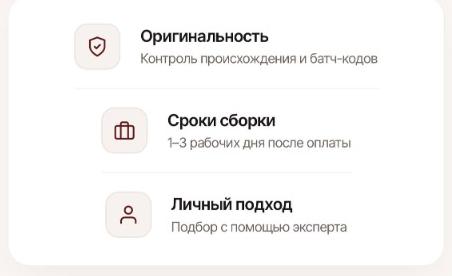 Оригинальность
Контроль происхождения и батч-кодов
Сроки сборки
1–3 рабочих дня после оплаты
Личный подход
Подбор с помощью эксперта